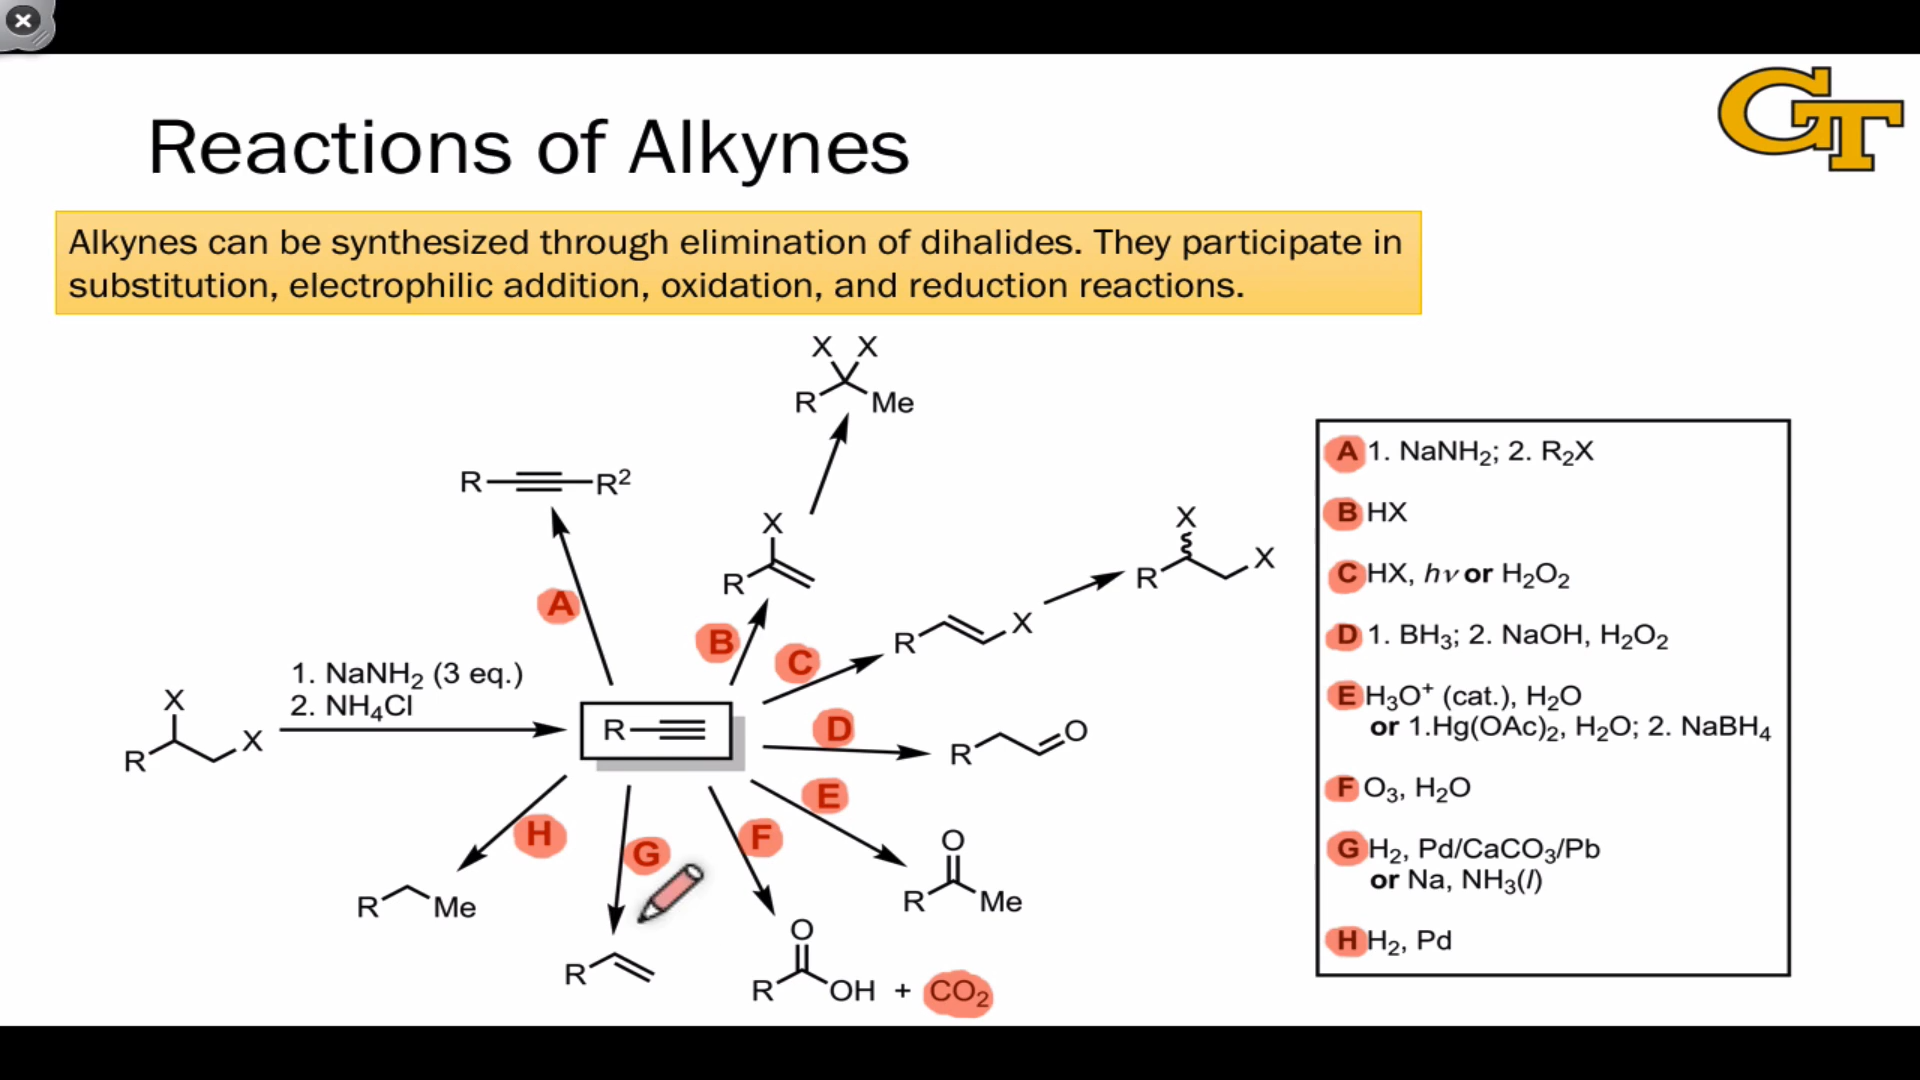 GT
Reactions of Alkynes
Alkynes can be synthesized through elimination of dihalides. They participate in
substitution, electrophilic addition, oxidation, and reduction reactions.
X X
R Me
R R²
X
R
A
B
C
R X
X
R X
1. NaNH₂ (3 eq.)
2. NH₄Cl
X
R X
R
D
R O
E
O
R Me
H
R Me
G
R
F
O
R OH + CO₂
A 1. NaNH₂; 2. R₂X
B HX
C HX, hν or H₂O₂
D 1. BH₃; 2. NaOH, H₂O₂
E H₃O⁺ (cat.), H₂O
or 1.Hg(OAc)₂, H₂O; 2. NaBH₄
F O₃, H₂O
G H₂, Pd/CaCO₃/Pb
or Na, NH₃(l)
H H₂, Pd